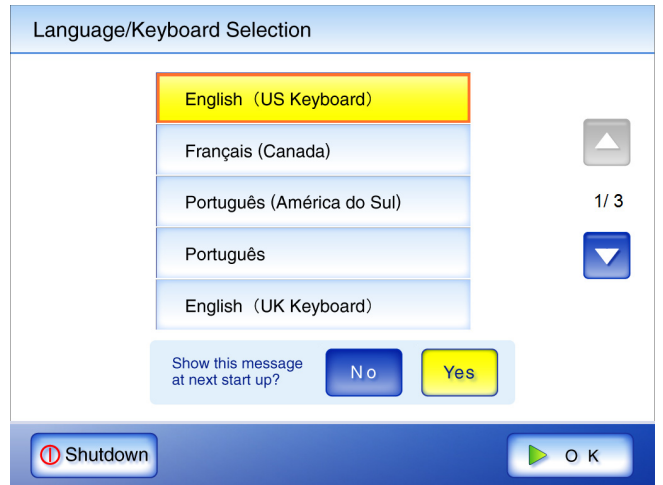 Language/Keyboard Selection
English（US Keyboard）
Français (Canada)
Português (América do Sul)
1/ 3
Português
English（UK Keyboard）
Show this message
at next start up?
No
Yes
Shutdown
O K